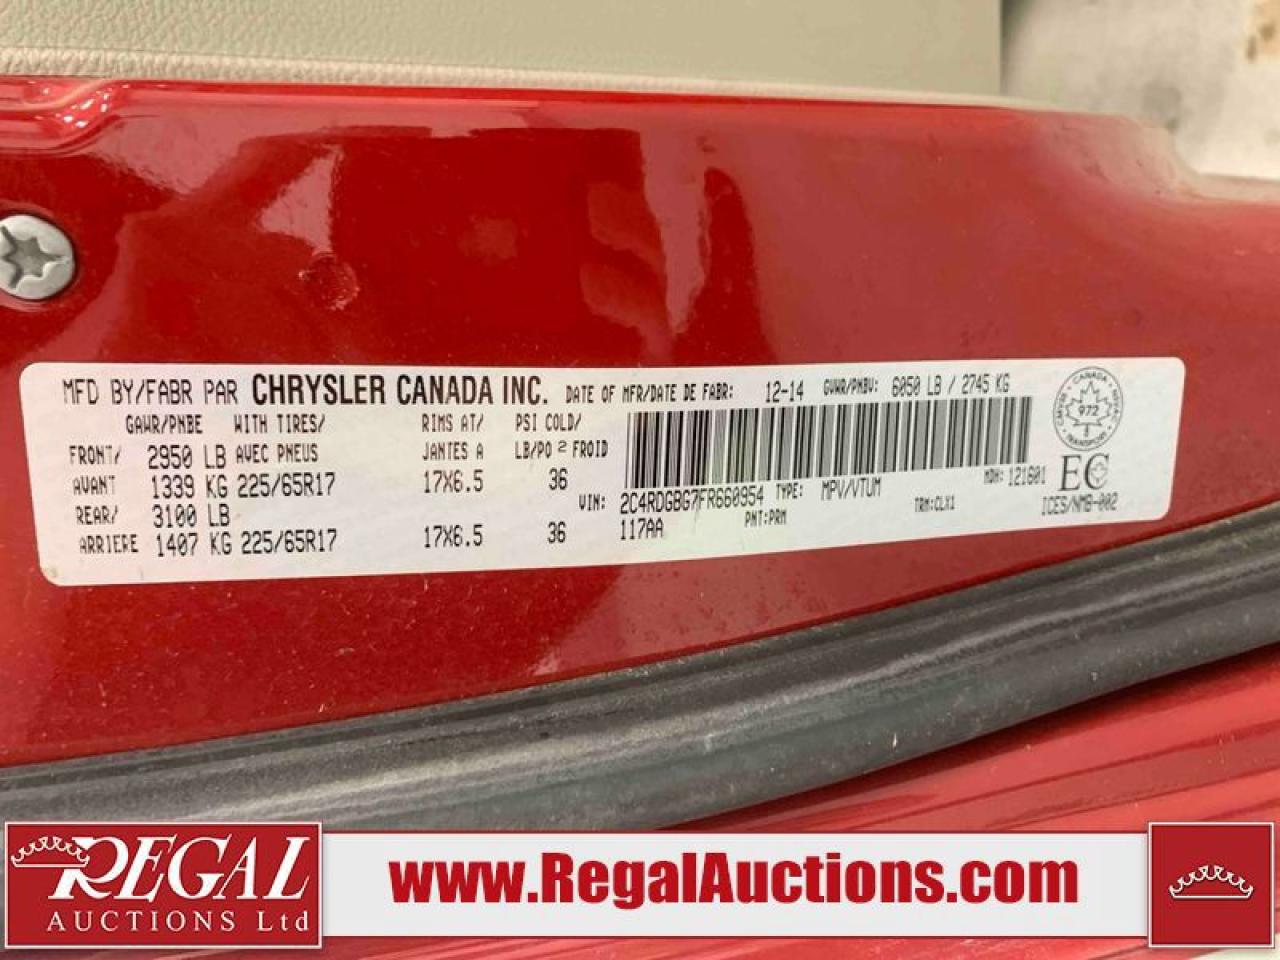 MFD BY/FABR PAR CHRYSLER CANADA INC. DATE OF MFR/DATE DE FABR: 12-14 GVWR/PNBV: 6050 LB / 2745 KG
GAWR/PNBE WITH TIRES/ RIMS AT/ PSI COLD/
FRONT/ 2950 LB AVEC PNEUS JANTES A LB/PO 2 FROID
AVANT 1339 KG 225/65R17 17X6.5 36
REAR/ 3100 LB
ARRIERE 1407 KG 225/65R17 17X6.5 36
VIN: 2C4RDGBG7FR660954 TYPE: MPV/VTUM MDH: 121601
117AA PNT:PRM TRM:CLX1
CANADA
972
TRANSPORT
EC
ICES/NMB-002
REGAL
AUCTIONS Ltd
www.RegalAuctions.com